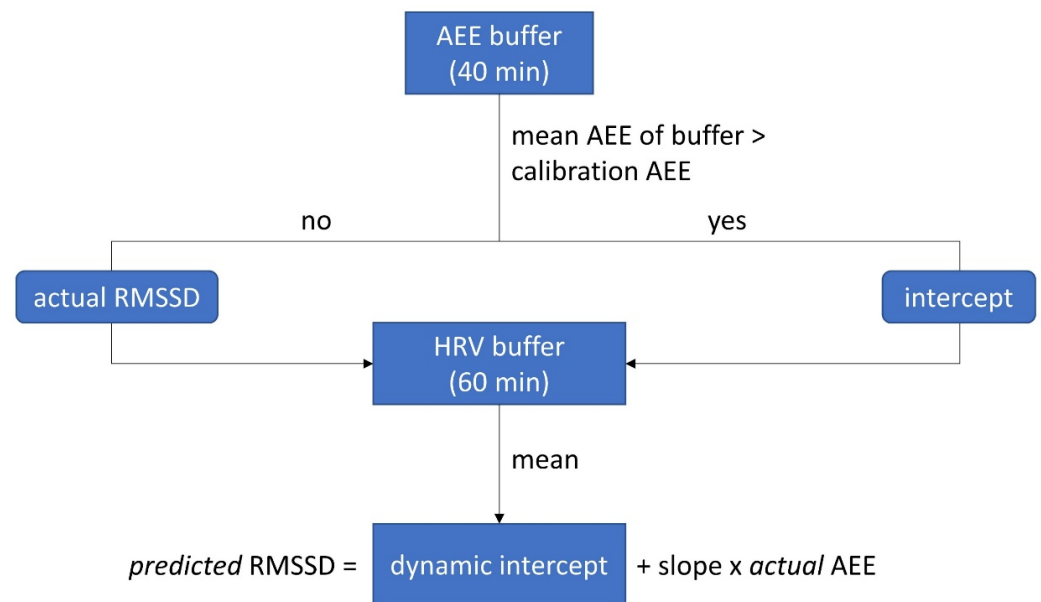 AEE buffer
(40 min)
mean AEE of buffer >
calibration AEE
no
yes
actual RMSSD
intercept
HRV buffer
(60 min)
mean
predicted RMSSD = dynamic intercept + slope x actual AEE